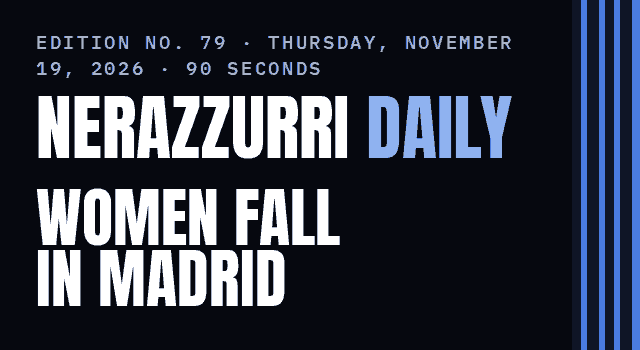 EDITION NO. 79 · THURSDAY, NOVEMBER
19, 2026 · 90 SECONDS
NERAZZURRI DAILY
WOMEN FALL
IN MADRID